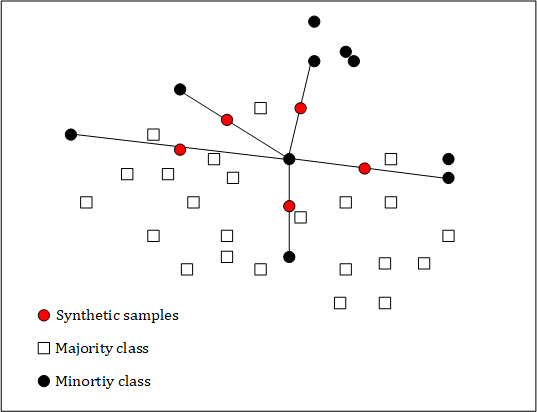 Synthetic samples
Majority class
Minortiy class